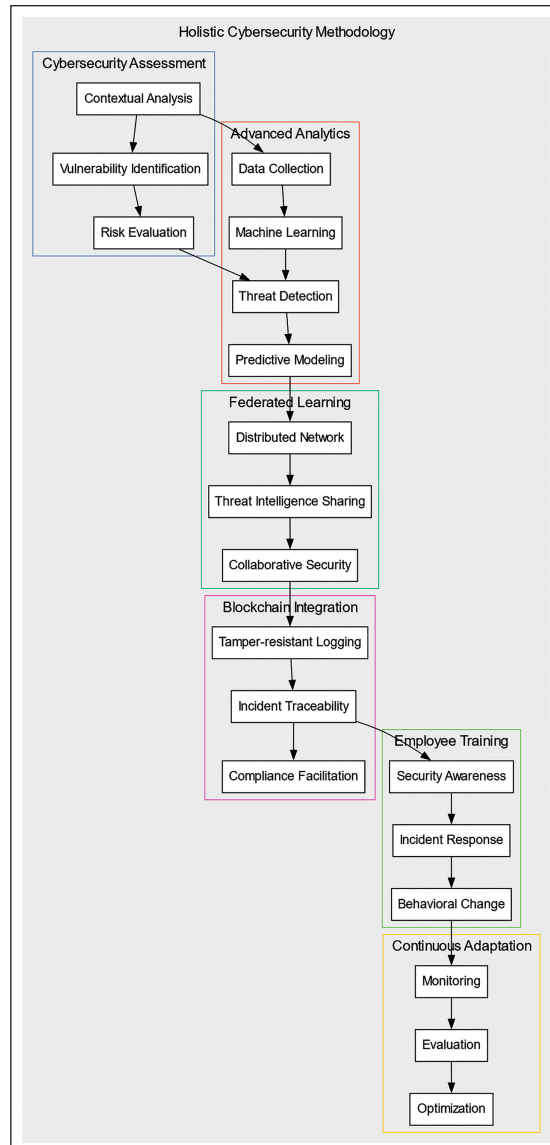 Holistic Cybersecurity Methodology
Cybersecurity Assessment
Contextual Analysis
Vulnerability Identification
Risk Evaluation
Advanced Analytics
Data Collection
Machine Learning
Threat Detection
Predictive Modeling
Federated Learning
Distributed Network
Threat Intelligence Sharing
Collaborative Security
Blockchain Integration
Tamper-resistant Logging
Incident Traceability
Compliance Facilitation
Employee Training
Security Awareness
Incident Response
Behavioral Change
Continuous Adaptation
Monitoring
Evaluation
Optimization